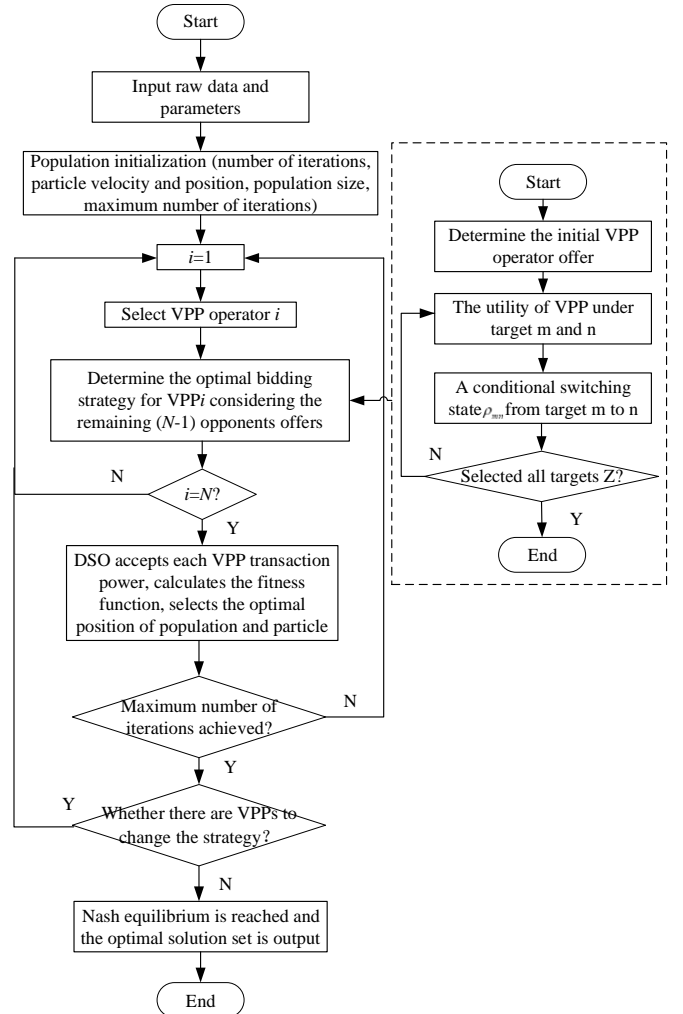 Start
Input raw data and
parameters
Population initialization (number of iterations,
particle velocity and position, population size,
maximum number of iterations)
i=1
Select VPP operator i
Determine the optimal bidding
strategy for VPPi considering the
remaining (N-1) opponents offers
N
i=N?
Y
DSO accepts each VPP transaction
power, calculates the fitness
function, selects the optimal
position of population and particle
Maximum number of
iterations achieved?
N
Y
Y
Whether there are VPPs to
change the strategy?
N
Nash equilibrium is reached and
the optimal solution set is output
End
Start
Determine the initial VPP
operator offer
The utility of VPP under
target m and n
A conditional switching
state ρmn from target m to n
N
Selected all targets Z?
Y
End